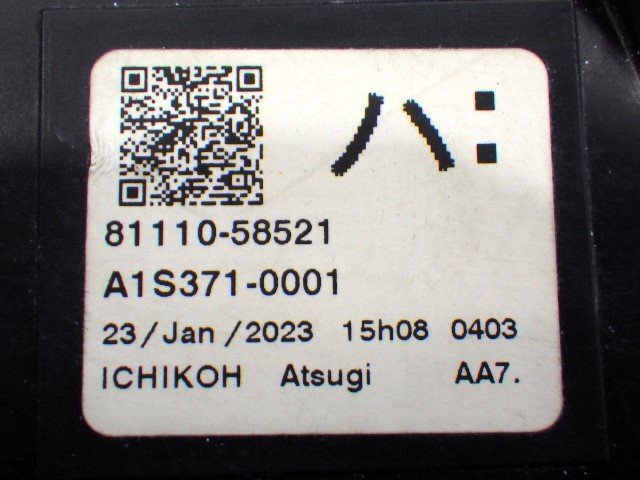 ハ:
81110-58521
A1S371-0001
23/Jan/2023 15h08 0403
ICHIKOH Atsugi AA7.